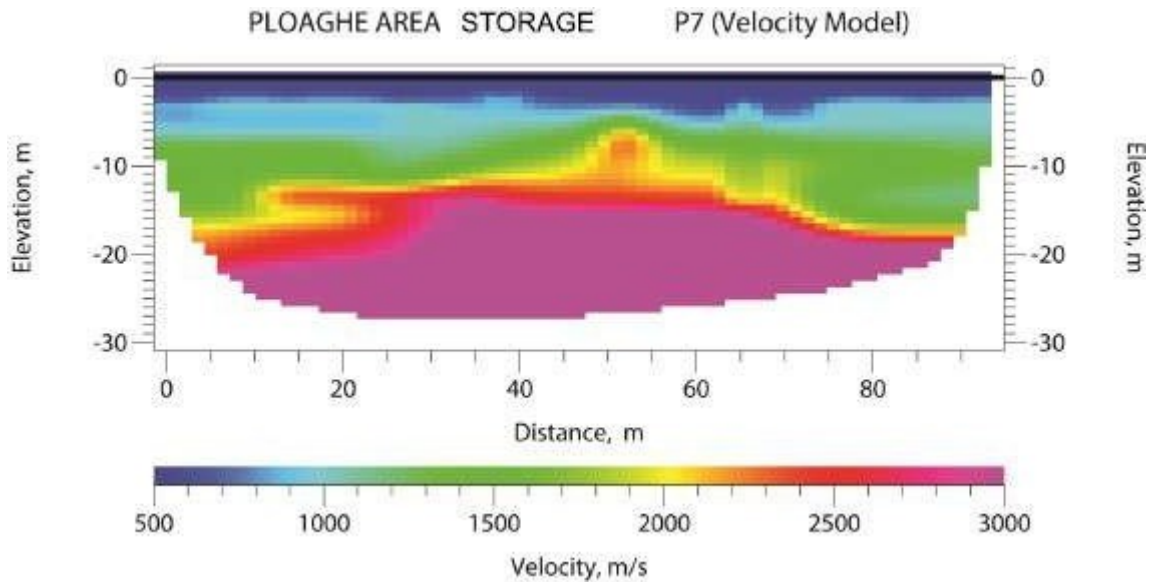 PLOAGHE AREA STORAGE P7 (Velocity Model)
0 0
-10 -10
-20 -20
-30 -30
Elevation, m
Elevation, m
0 20 40 60 80
Distance, m
500 1000 1500 2000 2500 3000
Velocity, m/s